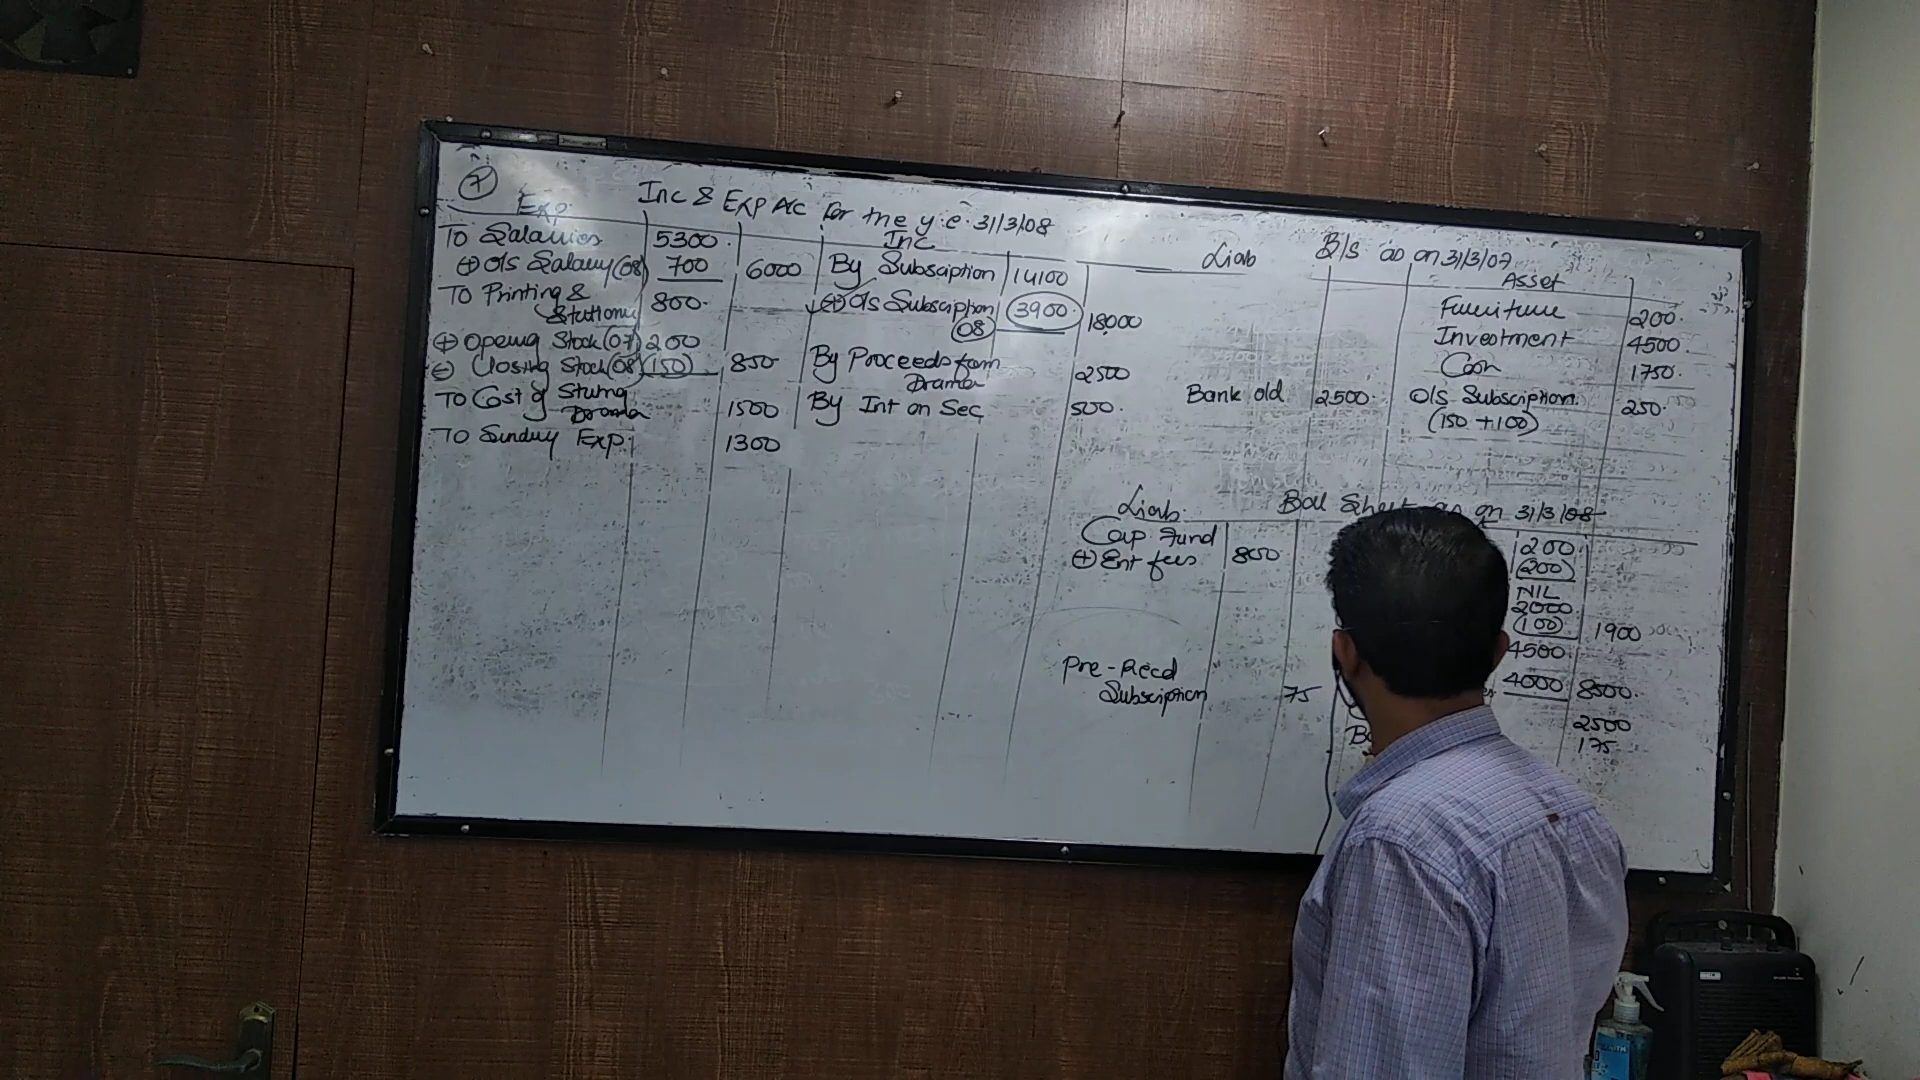 7
Inc & Exp A/c for the y.e. 31/3/08
Exp. Inc
To Salaries 5300
(+) O/s Salary (08) 700 6000
To Printing & 800
Stationary
(+) Opening Stock (07) 200
(-) Closing Stock (08) (150) 850
To Cost of
Drama 1500
To Sundry Exp. 1300
By Subsciption 14100
(+) O/s Subscription 3900 18000
08
By Proceeds from
Drama 2500
By Int on Sec 500
Liab B/s as on 31/3/07
Asset
Furniture 200
Investment 4500
Cash 1750
Bank old 2500 O/S Subscription 250
(150 + 100)
Liab Bal Sheet as on 31/3/08
Cap Fund
(+) Ent fees 800
Pre-Recd
Subscription 75
200
(200)
NIL
2000
(100) 1900
4500
4000 8500
2500
175